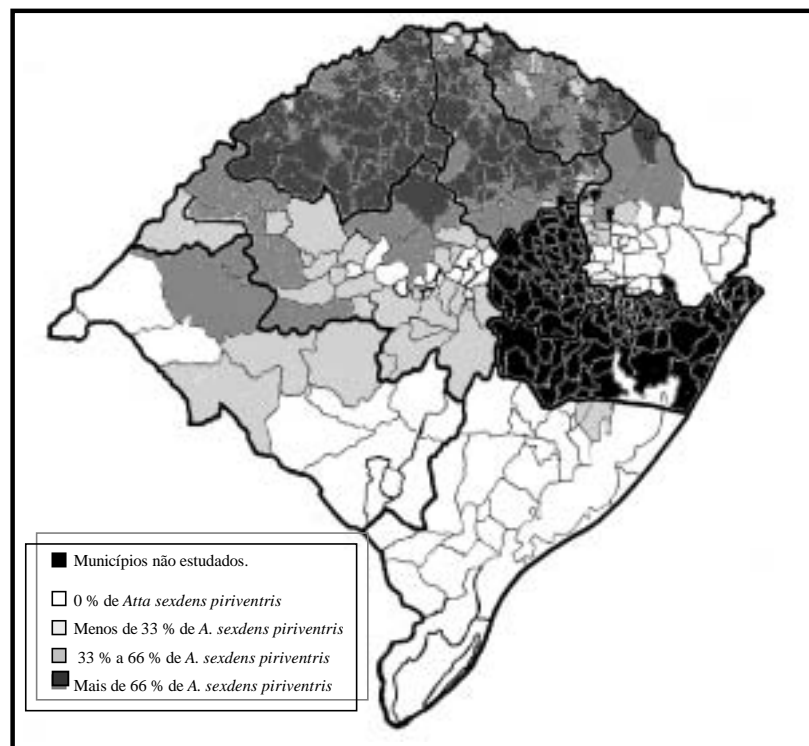 Municípios não estudados.
0 % de Atta sexdens piriventris
Menos de 33 % de A. sexdens piriventris
33 % a 66 % de A. sexdens piriventris
Mais de 66 % de A. sexdens piriventris